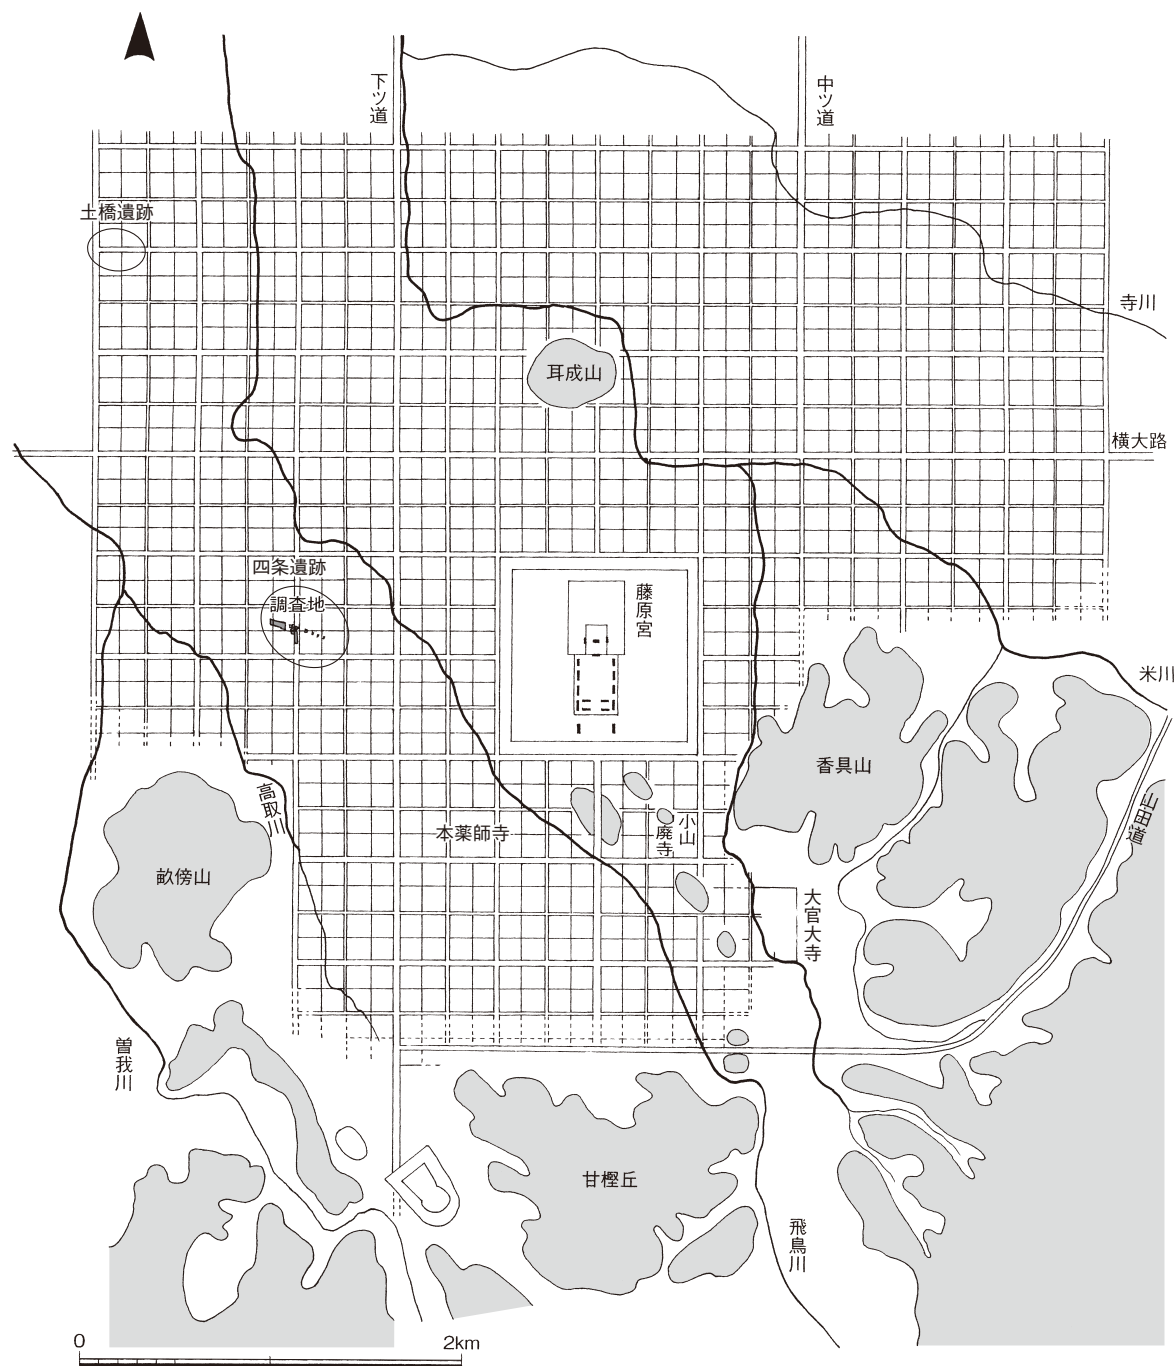 下ツ道
中ツ道
土橋遺跡
寺川
耳成山
横大路
四条遺跡
調査地
藤原宮
米川
香具山
山田道
高取川
本薬師寺
小山
廃寺
畝傍山
大官大寺
曽我川
甘樫丘
飛鳥川
0 2km